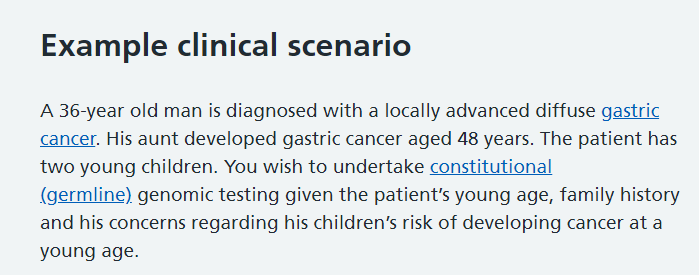 Example clinical scenario
A 36-year old man is diagnosed with a locally advanced diffuse gastric
cancer. His aunt developed gastric cancer aged 48 years. The patient has
two young children. You wish to undertake constitutional
(germline) genomic testing given the patient’s young age, family history
and his concerns regarding his children’s risk of developing cancer at a
young age.